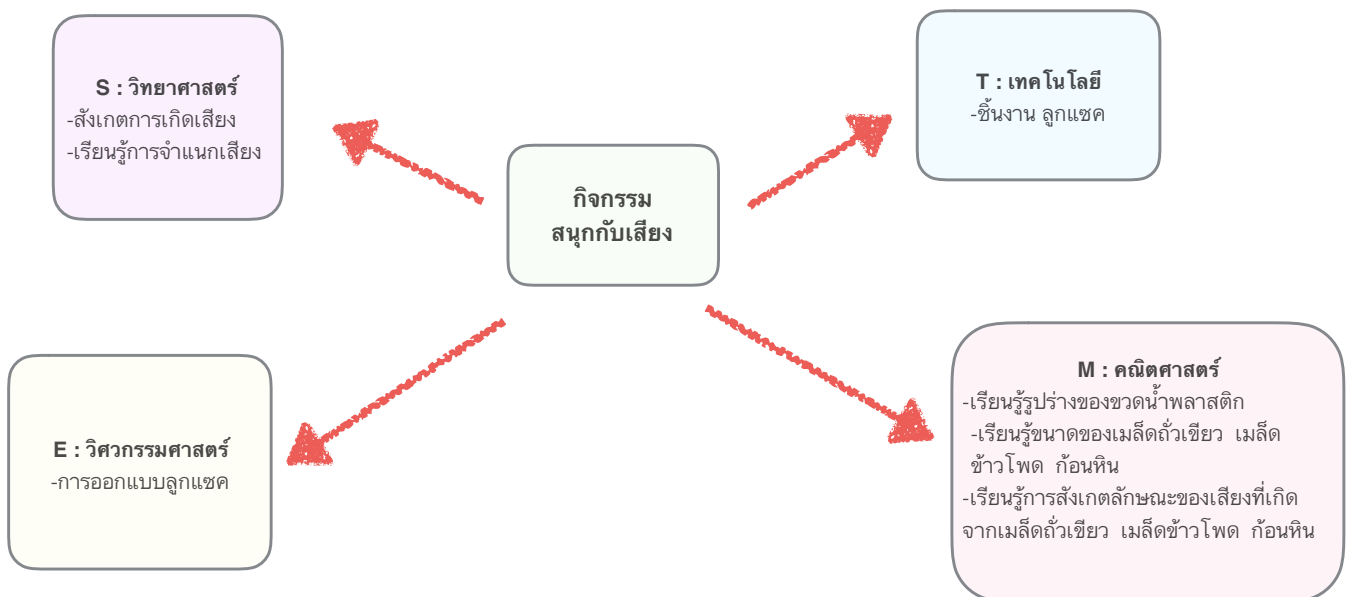 S : วิทยาศาสตร์
-สังเกตการเกิดเสียง
-เรียนรู้การจำแนกเสียง
T : เทคโนโลยี
-ชิ้นงาน ลูกแซค
กิจกรรม
สนุกกับเสียง
E : วิศวกรรมศาสตร์
-การออกแบบลูกแซค
M : คณิตศาสตร์
-เรียนรู้รูปร่างของขวดน้ำพลาสติก
-เรียนรู้ขนาดของเมล็ดถั่วเขียว เมล็ด
ข้าวโพด ก้อนหิน
-เรียนรู้การสังเกตลักษณะของเสียงที่เกิด
จากเมล็ดถั่วเขียว เมล็ดข้าวโพด ก้อนหิน